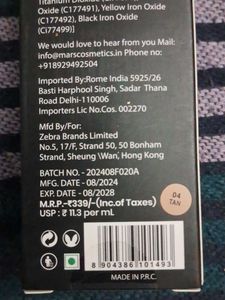 Titanium Dioxide
Oxide (C177491), Yellow Iron Oxide
(C177492), Black Iron Oxide
(Ci77499)]
We would love to hear from you Mail:
info@marscosmetics.in Phone no:
+918929492504
Imported By:Rome India 5925/26
Basti Harphool Singh, Sadar Thana
Road Delhi-110006
Importers Lic No.Cos. 002270
Mfd By/For:
Zebra Brands Limited
No.5, 17/F, Strand 50, 50 Bonham
Strand, Sheung \Wan, Hong Kong
BATCH NO. - 202408F020A
MFG. DATE - 08/2024
EXP. DATE - 08/2028
M.R.P.-₹339/-(Inc.of Taxes)
USP : ₹ 11.3 per mL
04
TAN
8 904386 101493
MADE IN P.R.C.